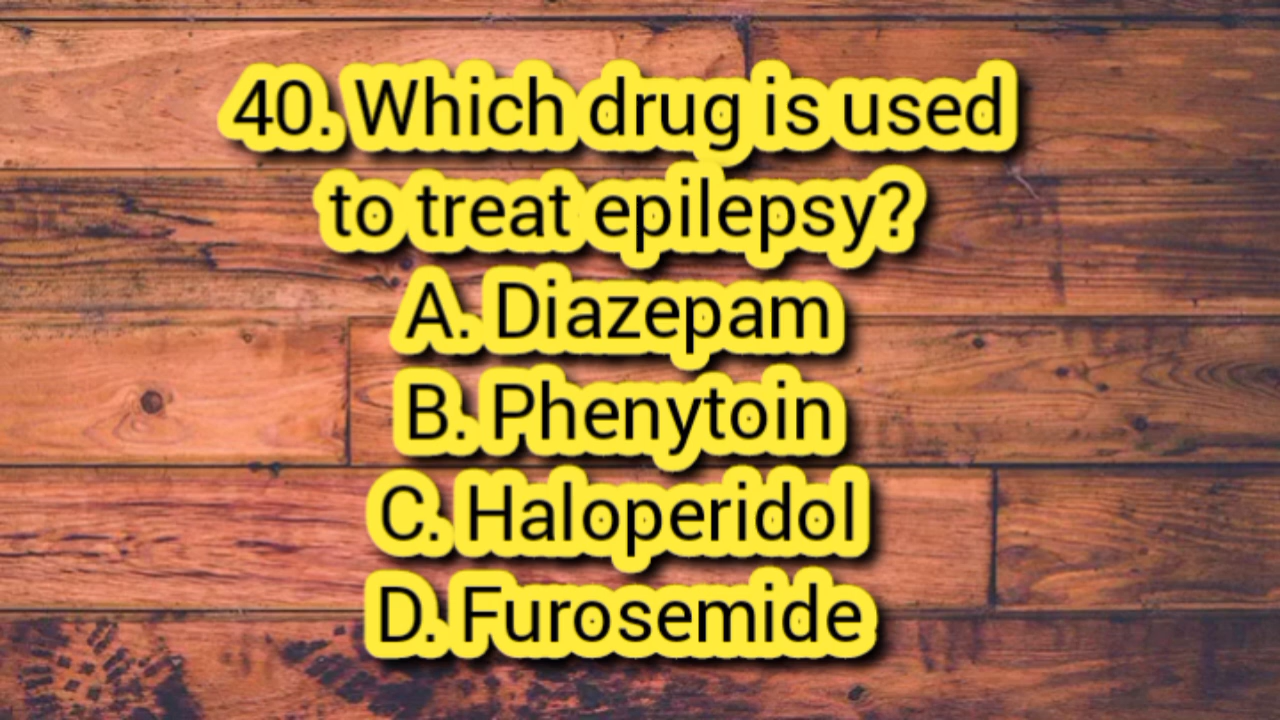 40. Which drug is used
to treat epilepsy?
A. Diazepam
B. Phenytoin
C. Haloperidol
D. Furosemide